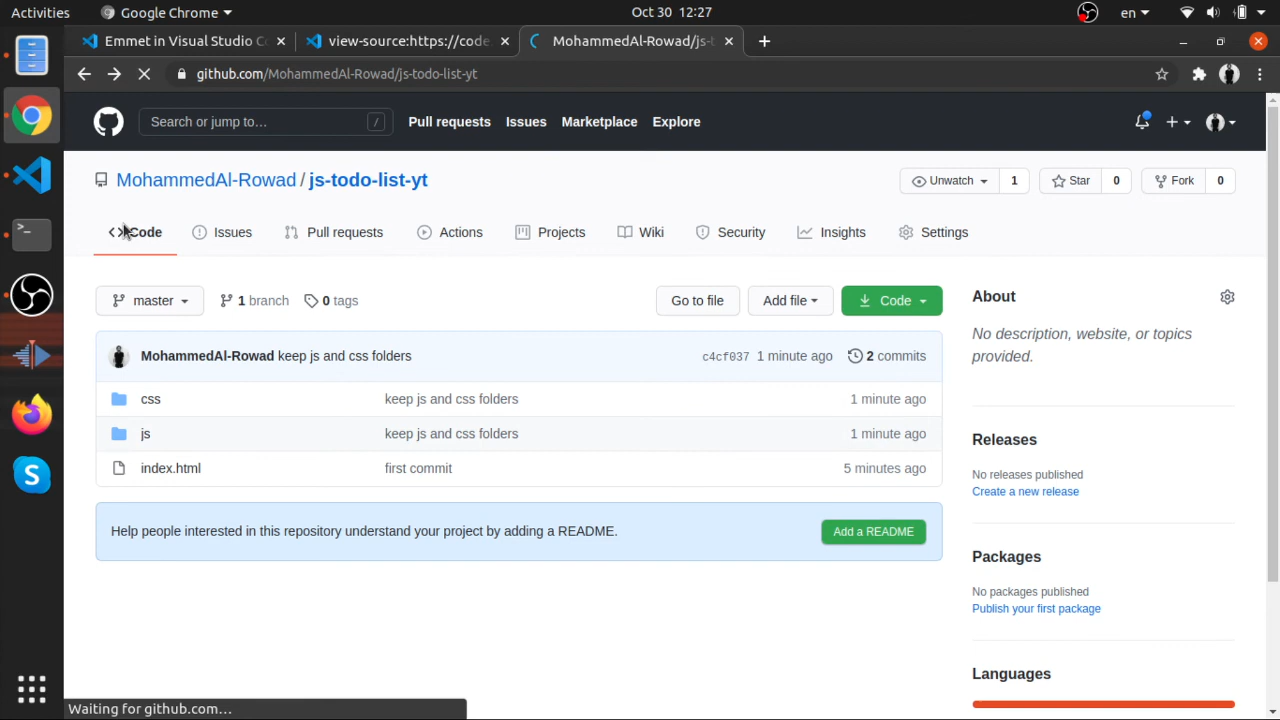 Activities
Google Chrome
Oct 30 12:27
en
Emmet in Visual Studio Co
view-source:https://code
MohammedAl-Rowad/js-t
github.com/MohammedAl-Rowad/js-todo-list-yt
Search or jump to…
/
Pull requests
Issues
Marketplace
Explore
MohammedAl-Rowad / js-todo-list-yt
Unwatch
1
Star
0
Fork
0
Code
Issues
Pull requests
Actions
Projects
Wiki
Security
Insights
Settings
master
1 branch
0 tags
Go to file
Add file
Code
About
No description, website, or topics
provided.
MohammedAl-Rowad keep js and css folders
c4cf037 1 minute ago
2 commits
css
keep js and css folders
1 minute ago
js
keep js and css folders
1 minute ago
index.html
first commit
5 minutes ago
Help people interested in this repository understand your project by adding a README.
Add a README
Releases
No releases published
Create a new release
Packages
No packages published
Publish your first package
Languages
Waiting for github.com…